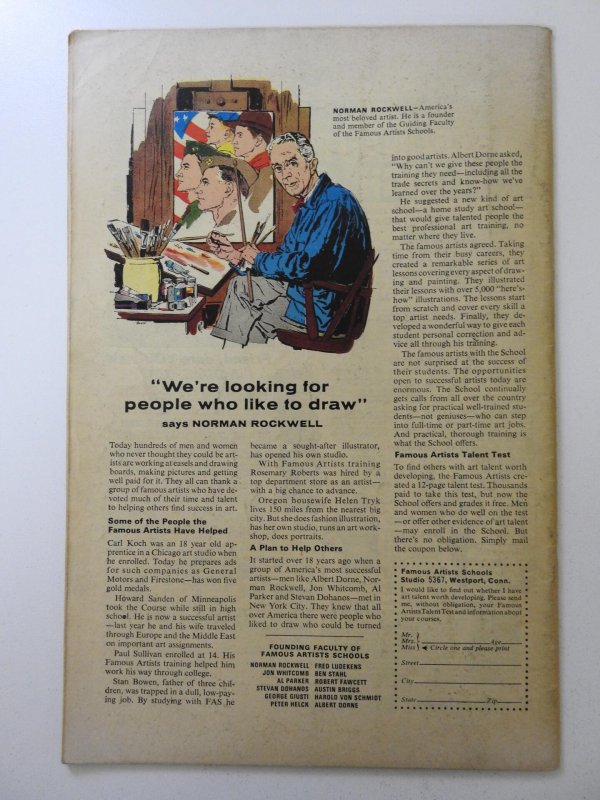 NORMAN ROCKWELL—America's
most beloved artist. He is a founder
and member of the Guiding Faculty
of the Famous Artists Schools.
"We're looking for
people who like to draw"
says NORMAN ROCKWELL
Today hundreds of men and women
who never thought they could be art-
ists are working at easels and drawing
boards, making pictures and getting
well paid for it. They all can thank a
group of famous artists who have de-
voted much of their time and talent
to helping others find success in art.
Some of the People the
Famous Artists Have Helped
Carl Koch was an 18 year old ap-
prentice in a Chicago art studio when
he enrolled. Today he prepares ads
for such companies as General
Motors and Firestone—has won five
gold medals.
Howard Sanden of Minneapolis
took the Course while still in high
school. He is now a successful artist
—last year he and his wife traveled
through Europe and the Middle East
on important art assignments.
Paul Sullivan enrolled at 14. His
Famous Artists training helped him
work his way through college.
Stan Bowen, father of three chil-
dren, was trapped in a dull, low-pay-
ing job. By studying with FAS he
became a sought-after illustrator,
has opened his own studio.
With Famous Artists training
Rosemary Roberts was hired by a
top department store as an artist—
with a big chance to advance.
Oregon housewife Helen Tryk
lives 150 miles from the nearest big
city. But she does fashion illustration,
has her own studio, runs an art work-
shop, does portraits.
A Plan to Help Others
It started over 18 years ago when a
group of America's most successful
artists—men like Albert Dorne, Nor-
man Rockwell, Jon Whitcomb, Al
Parker and Stevan Dohanos—met in
New York City. They knew that all
over America there were people who
liked to draw who could be turned
FOUNDING FACULTY OF
FAMOUS ARTISTS SCHOOLS
NORMAN ROCKWELL FRED LUDEKENS
JON WHITCOMB BEN STAHL
AL PARKER ROBERT FAWCETT
STEVAN DOHANOS AUSTIN BRIGGS
GEORGE GIUSTI HAROLD VON SCHMIDT
PETER HELCK ALBERT DORNE
into good artists. Albert Dorne asked,
"Why can't we give these people the
training they need—including all the
trade secrets and know-how we've
learned over the years?"
He suggested a new kind of art
school—a home study art school—
that would give talented people the
best professional art training, no
matter where they live.
The famous artists agreed. Taking
time from their busy careers, they
created a remarkable series of art
lessons covering every aspect of draw-
ing and painting. They illustrated
their lessons with over 5,000 "here's-
how" illustrations. The lessons start
from scratch and cover every skill a
top artist needs. Finally, they de-
veloped a wonderful way to give each
student personal correction and ad-
vice all through his training.
The famous artists with the School
are not surprised at the success of
their students. The opportunities
open to successful artists today are
enormous. The School continually
gets calls from all over the country
asking for practical well-trained stu-
dents—not geniuses—who can step
into full-time or part-time art jobs.
And practical, thorough training is
what the School offers.
Famous Artists Talent Test
To find others with art talent worth
developing, the Famous Artists cre-
ated a 12-page talent test. Thousands
paid to take this test, but now the
School offers and grades it free. Men
and women who do well on the test
—or offer other evidence of art talent
—may enroll in the School. But
there's no obligation. Simply mail
the coupon below.
Famous Artists Schools
Studio 5367, Westport, Conn.
I would like to find out whether I have
art talent worth developing. Please send
me, without obligation, your Famous
Artists Talent Test and information about
your courses.
Mr.
Mrs. Age
Miss Circle one and please print
Street
City
State Zip